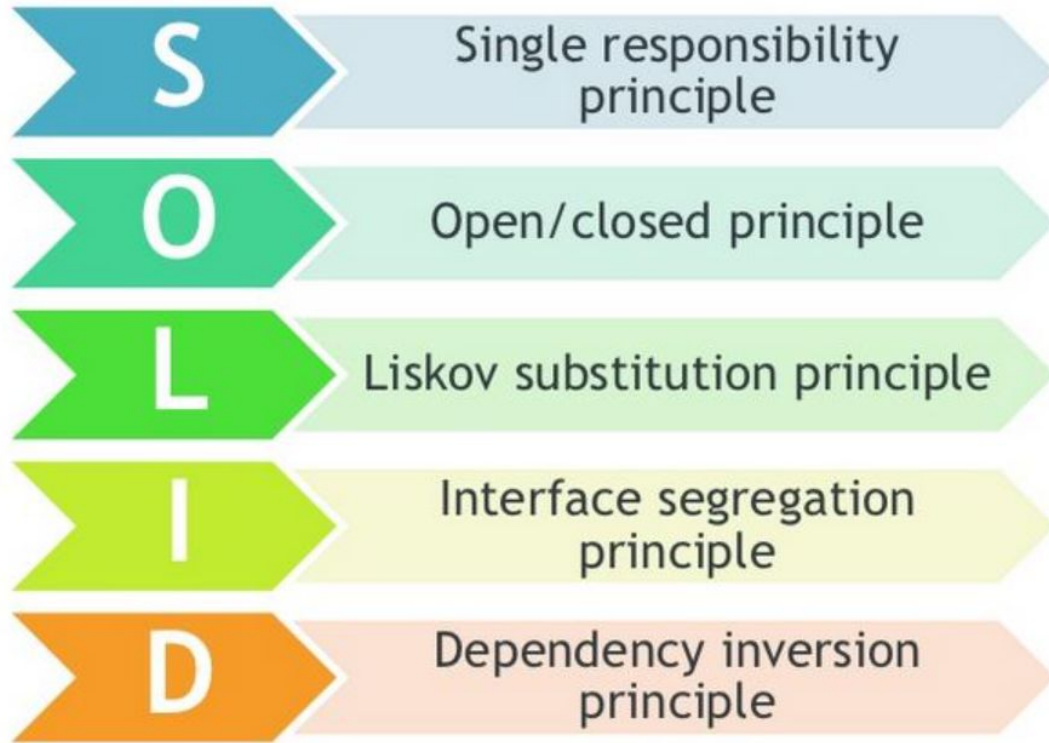 S
Single responsibility
principle
O
Open/closed principle
L
Liskov substitution principle
I
Interface segregation
principle
D
Dependency inversion
principle